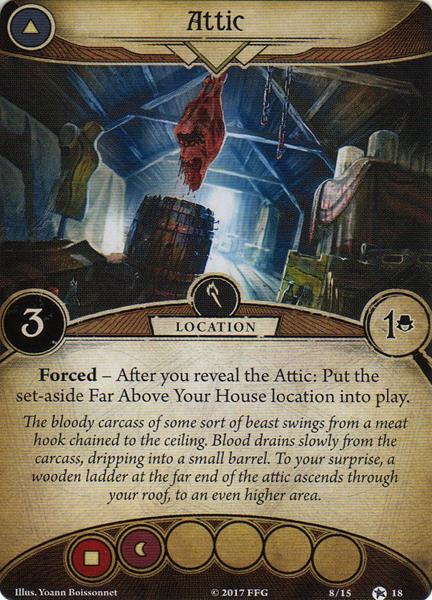 Attic
3
LOCATION
1
Forced – After you reveal the Attic: Put the
set-aside Far Above Your House location into play.
The bloody carcass of some sort of beast swings from a meat
hook chained to the ceiling. Blood drains slowly from the
carcass, dripping into a small barrel. To your surprise, a
wooden ladder at the far end of the attic ascends through
your roof, to an even higher area.
Illus. Yoann Boissonnet © 2017 FFG 8/15 18